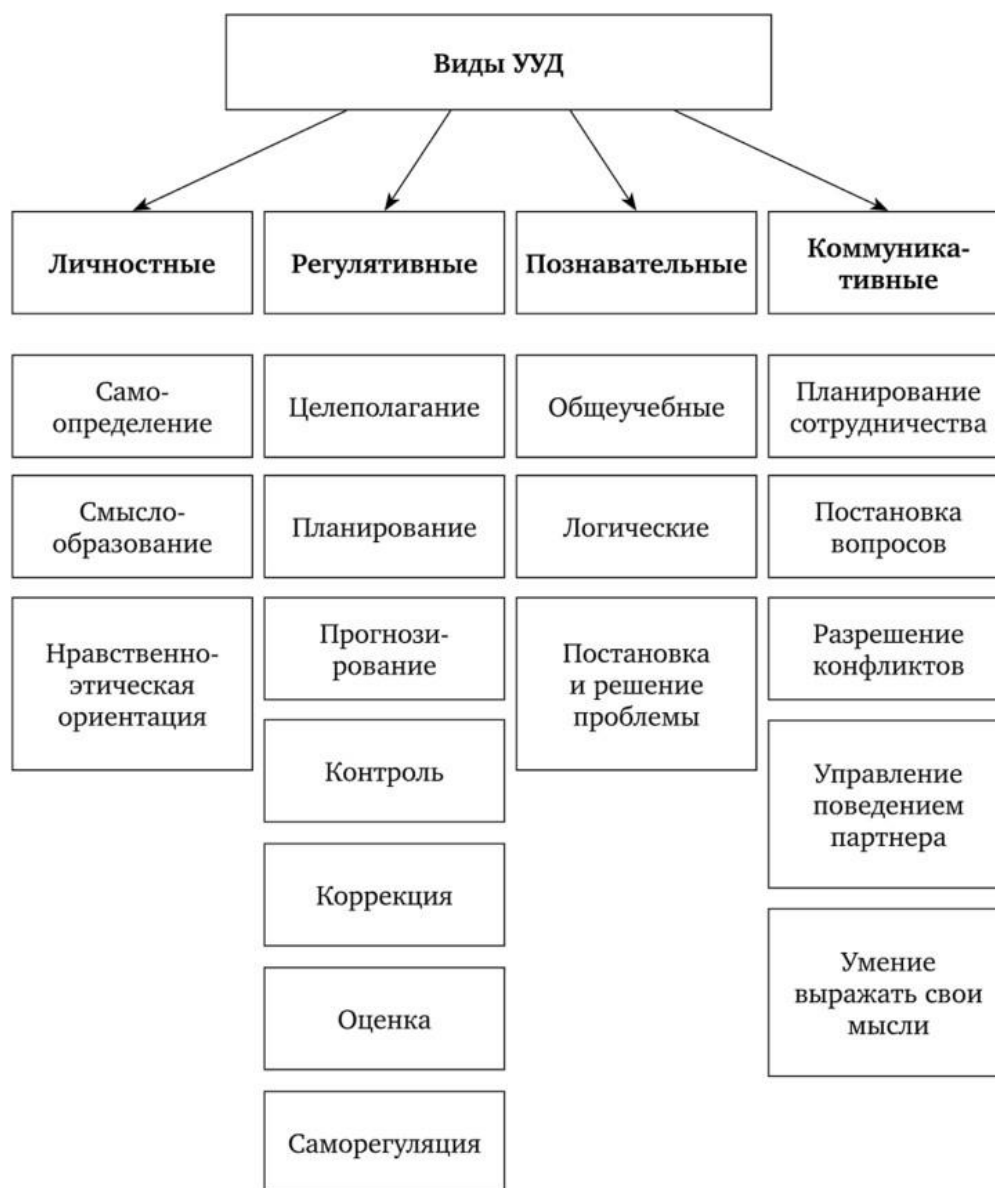 Виды УУД
Личностные
Регулятивные
Познавательные
Коммуника-
тивные
Само-
определение
Целеполагание
Общеучебные
Планирование
сотрудничества
Смысло-
образование
Планирование
Логические
Постановка
вопросов
Нравственно-
этическая
ориентация
Прогнози-
рование
Постановка
и решение
проблемы
Разрешение
конфликтов
Контроль
Управление
поведением
партнера
Коррекция
Умение
выражать свои
мысли
Оценка
Саморегуляция